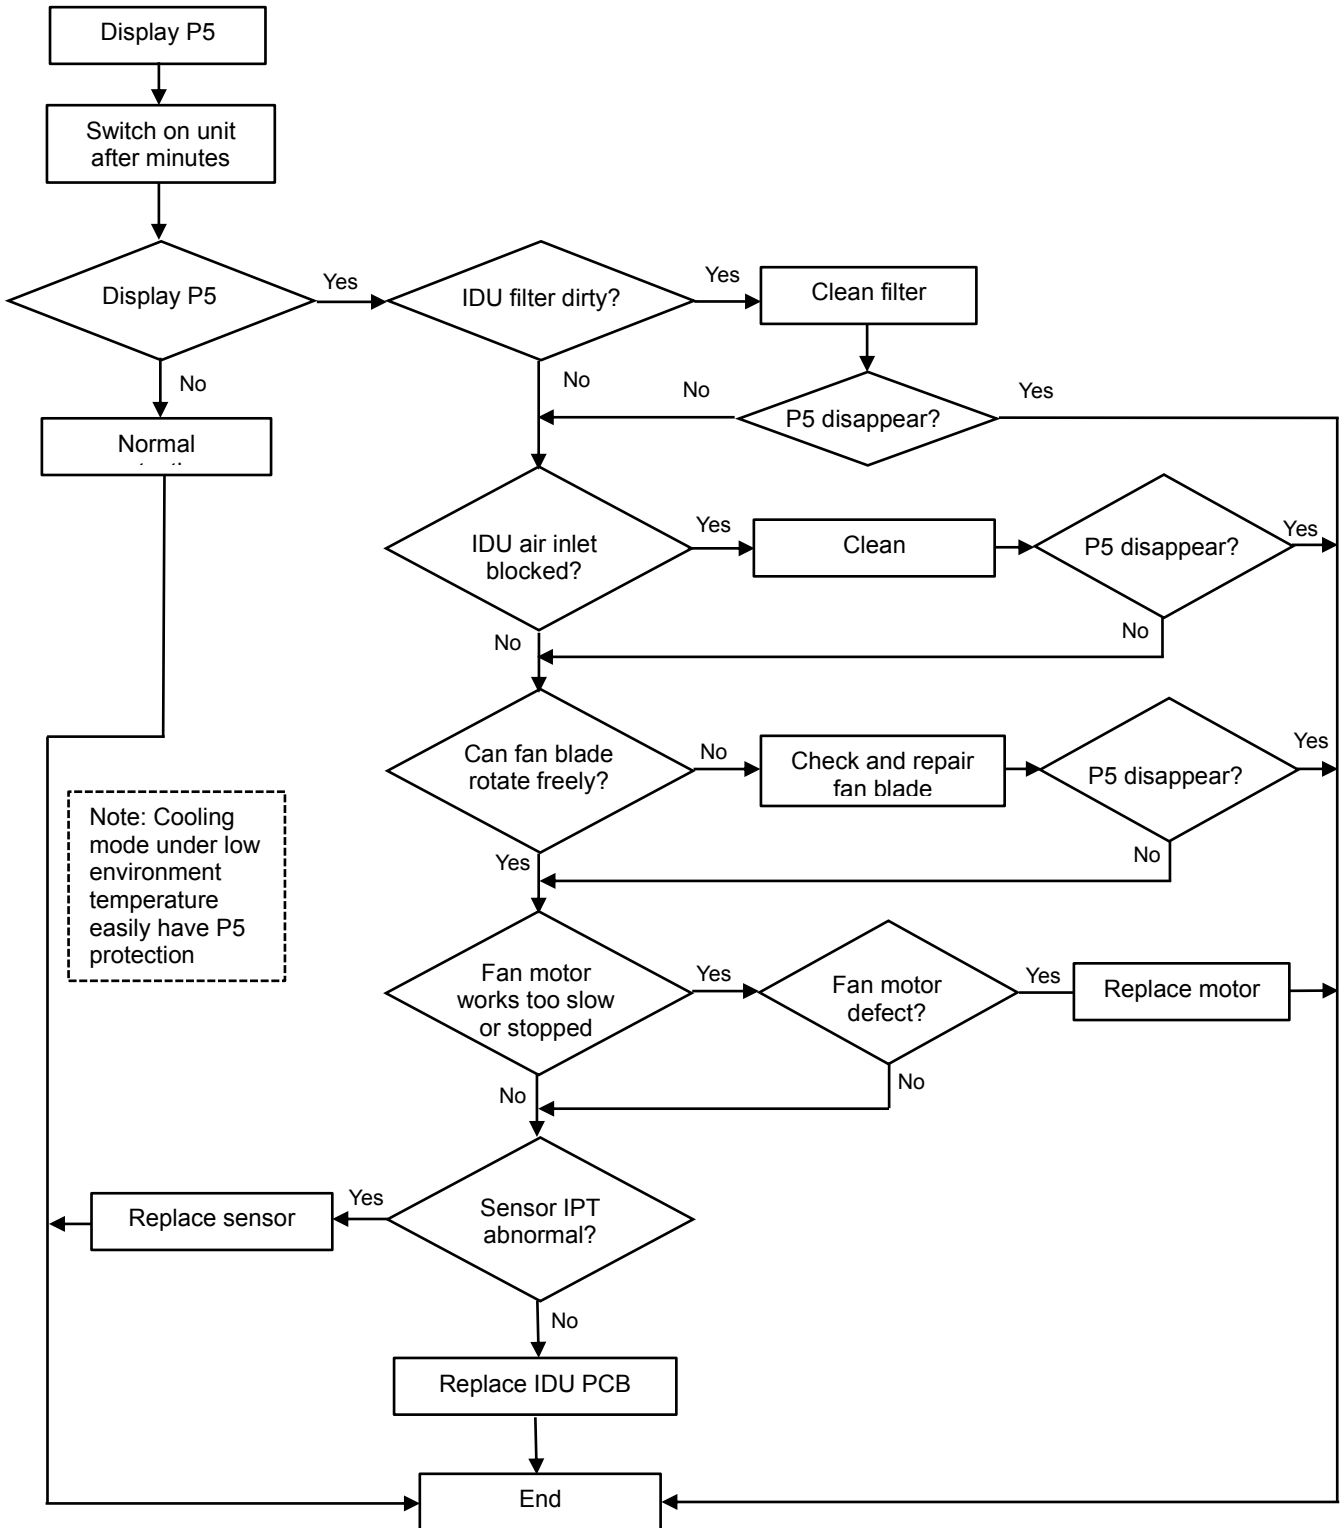 Display P5
Switch on unit
after minutes
Display P5
Yes
IDU filter dirty?
Yes
Clean filter
No
No
No
Yes
P5 disappear?
Normal
IDU air inlet
blocked?
Yes
Clean
P5 disappear?
Yes
No
No
Can fan blade
rotate freely?
No
Check and repair
fan blade
P5 disappear?
Yes
Note: Cooling
mode under low
environment
temperature
easily have P5
protection
Yes
No
Fan motor
works too slow
or stopped
Yes
Fan motor
defect?
Yes
Replace motor
No
No
Replace sensor
Yes
Sensor IPT
abnormal?
No
Replace IDU PCB
End